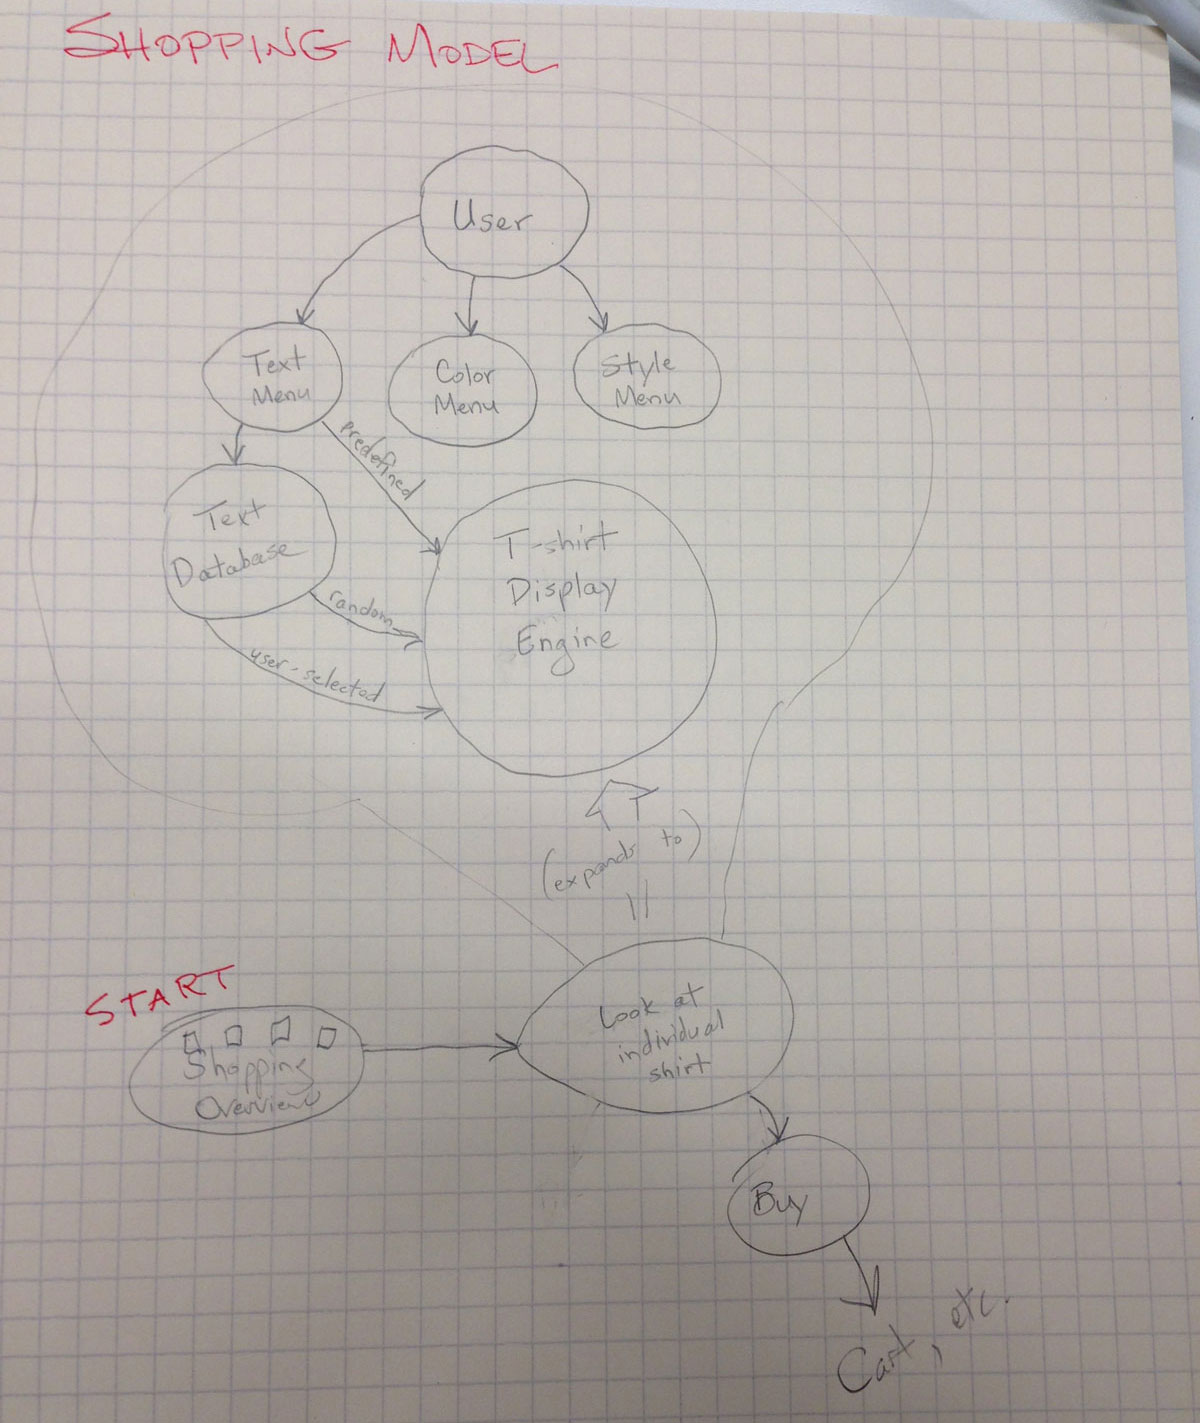 SHOPPING MODEL
User
Text
Menu
Color
Menu
Style
Menu
predefined
Text
Database
random
user-selected
T-shirt
Display
Engine
(expands to)
START
Shopping
Overview
Look at
individual
shirt
Buy
Cart, etc.